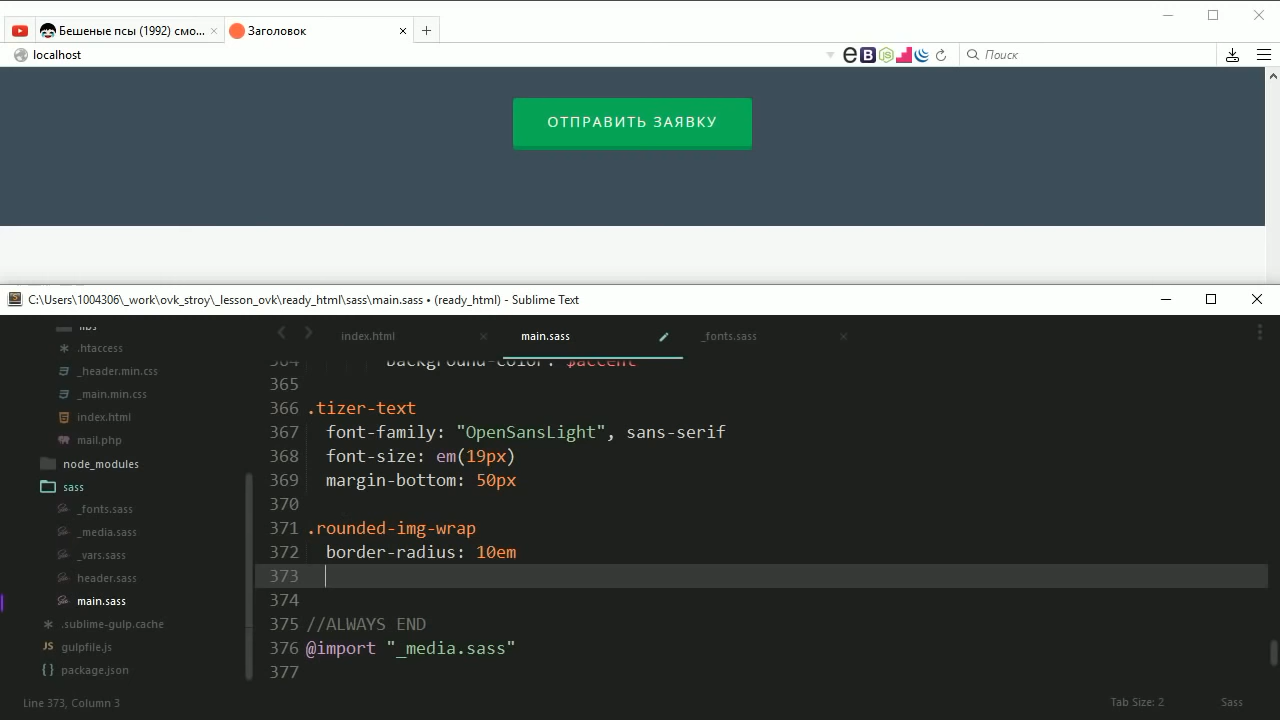 Бешеные псы (1992) смо... ×
Заголовок ×
localhost
Поиск
ОТПРАВИТЬ ЗАЯВКУ
C:\Users\1004306\_work\ovk_stroy\_lesson_ovk\ready_html\sass\main.sass • (ready_html) - Sublime Text
libs
.htaccess
_header.min.css
_main.min.css
index.html
mail.php
node_modules
sass
_fonts.sass
_media.sass
_vars.sass
header.sass
main.sass
.sublime-gulp.cache
gulpfile.js
package.json
index.html
main.sass
_fonts.sass
364 background-color: $accent
365
366 .tizer-text
367 font-family: "OpenSansLight", sans-serif
368 font-size: em(19px)
369 margin-bottom: 50px
370
371 .rounded-img-wrap
372 border-radius: 10em
373
374
375 //ALWAYS END
376 @import "_media.sass"
377
Line 373, Column 3
Tab Size: 2
Sass